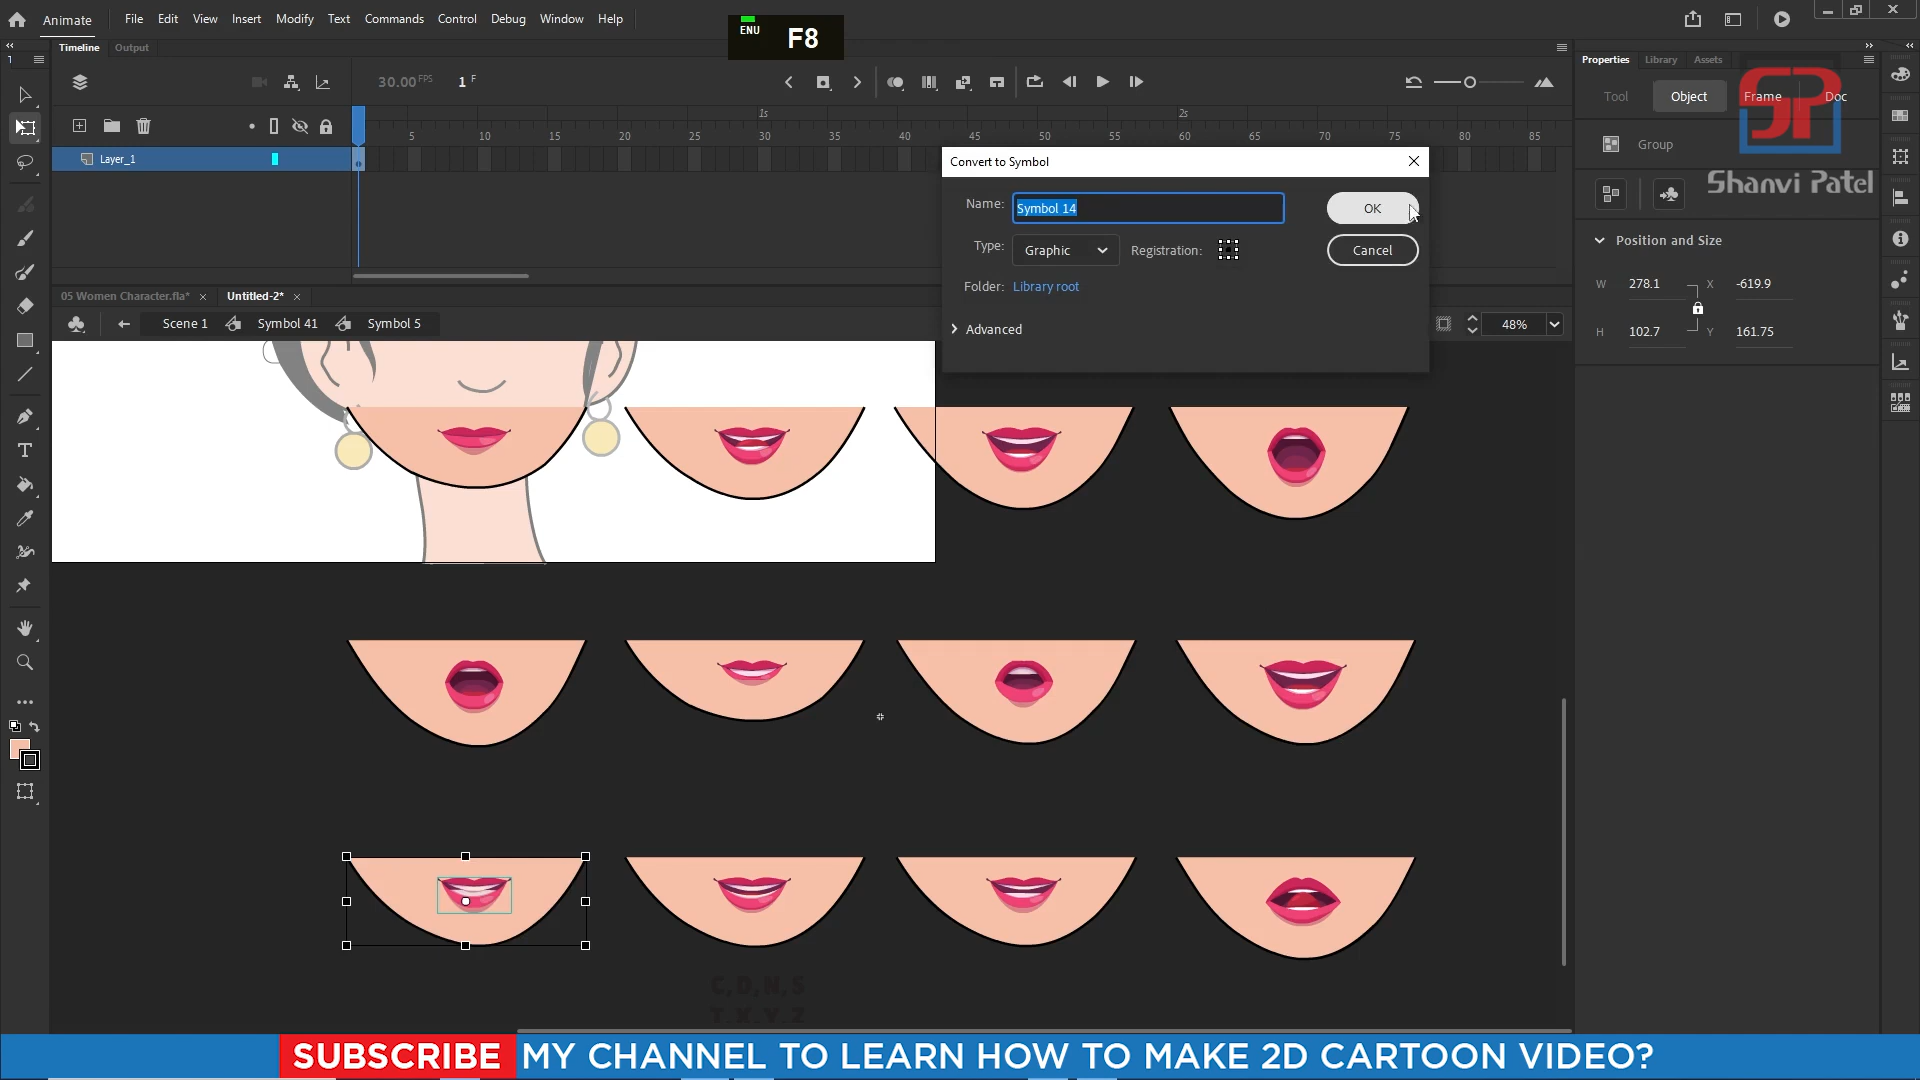 Animate
File Edit View Insert Modify Text Commands Control Debug Window Help
ENU
F8
1
Timeline Output
Properties Library Assets
30.00 FPS 1 F
Tool Object Frame Doc
SP
1s 2s
5 10 15 20 25 30 35 40 45 50 55 60 65 70 75 80 85
Layer_1
Group
Shanvi Patel
Convert to Symbol
Name: Symbol 14 OK
Type: Graphic Registration: Cancel
Folder: Library root
Advanced
Position and Size
W 278.1 X -619.9
H 102.7 Y 161.75
05 Women Character.fla* Untitled-2*
Scene 1 Symbol 41 Symbol 5
48%
C,D,N,S
T,X,Y,Z
SUBSCRIBE MY CHANNEL TO LEARN HOW TO MAKE 2D CARTOON VIDEO?